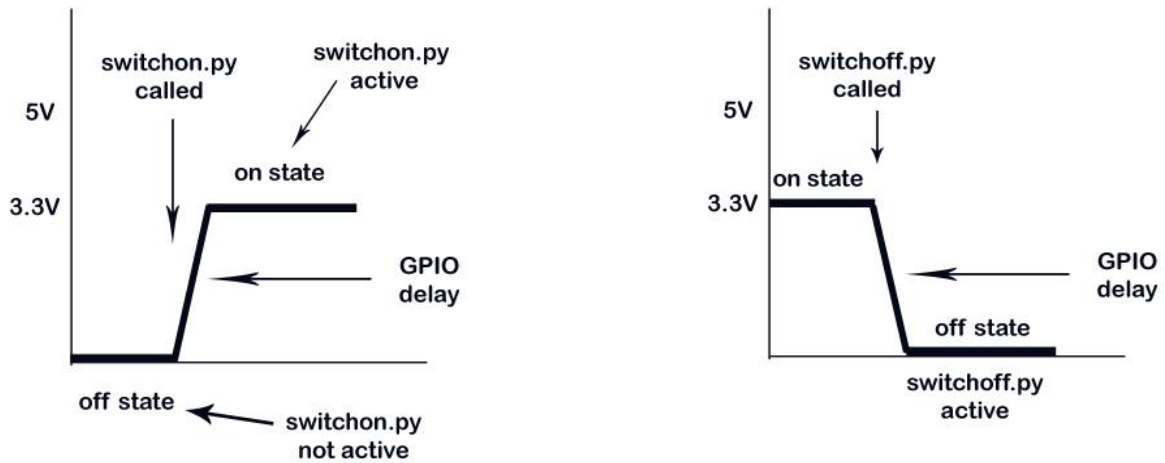 switchon.py
called
switchon.py
active
5V
on state
3.3V
GPIO
delay
off state
switchon.py
not active
switchoff.py
called
5V
on state
3.3V
GPIO
delay
off state
switchoff.py
active